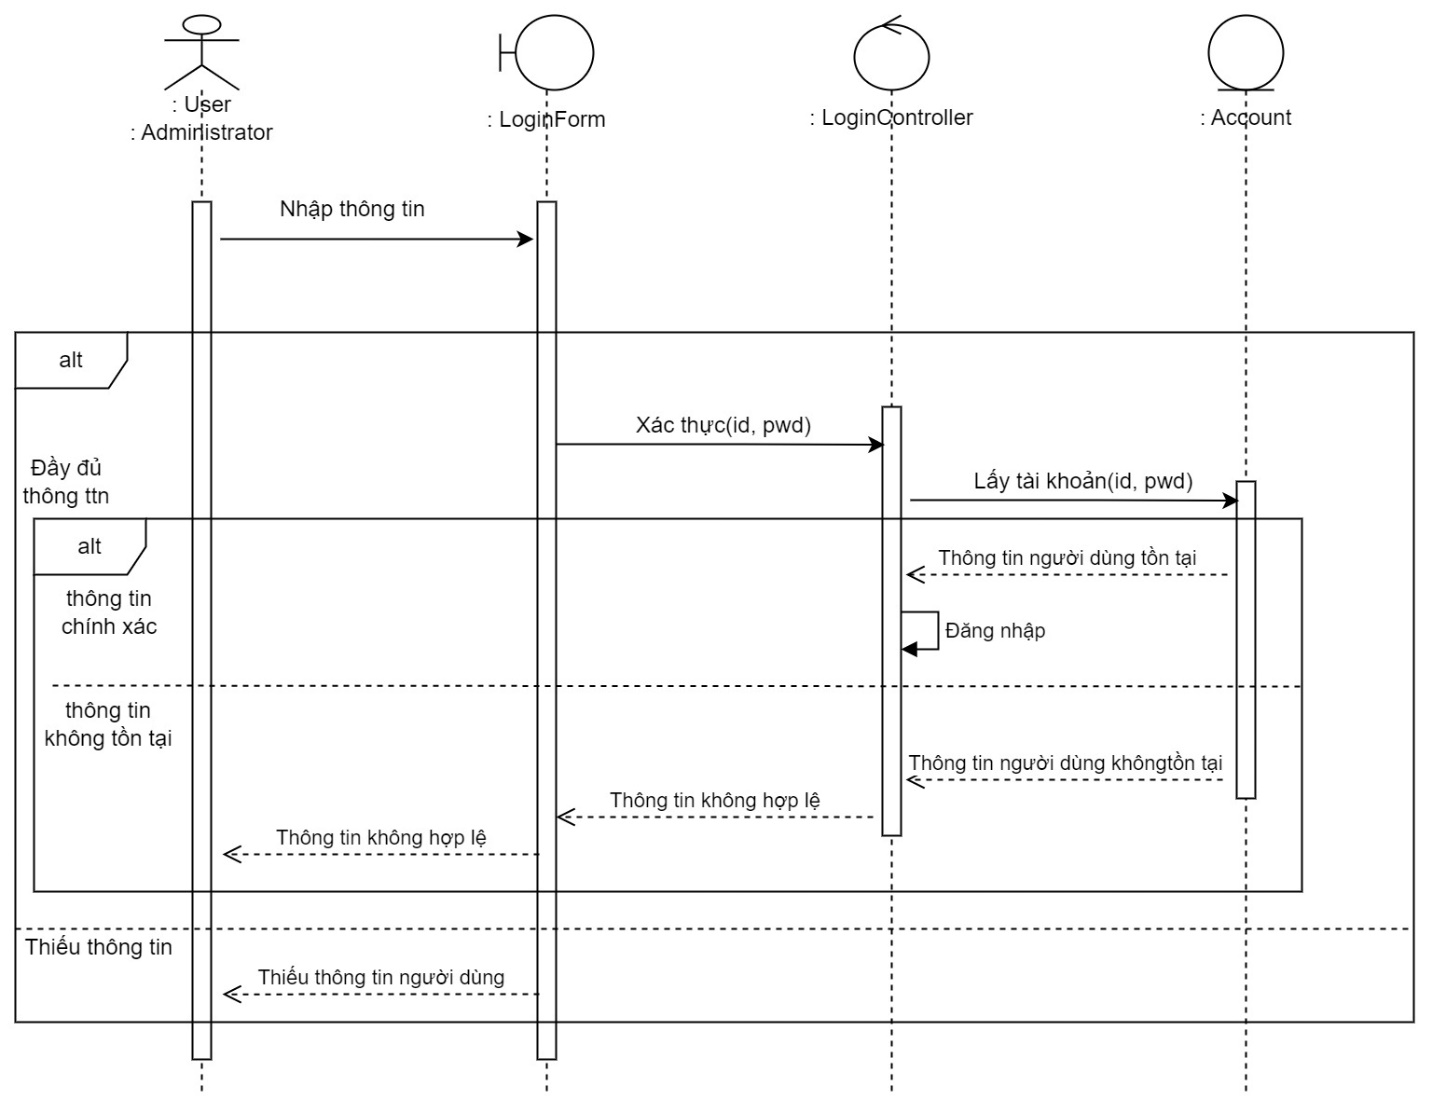 : User
: Administrator
: LoginForm
: LoginController
: Account
Nhập thông tin
alt
Xác thực(id, pwd)
Đầy đủ
thông ttn
Lấy tài khoản(id, pwd)
alt
Thông tin người dùng tồn tại
thông tin
chính xác
Đăng nhập
thông tin
không tồn tại
Thông tin người dùng khôngtồn tại
Thông tin không hợp lệ
Thông tin không hợp lệ
Thiếu thông tin
Thiếu thông tin người dùng